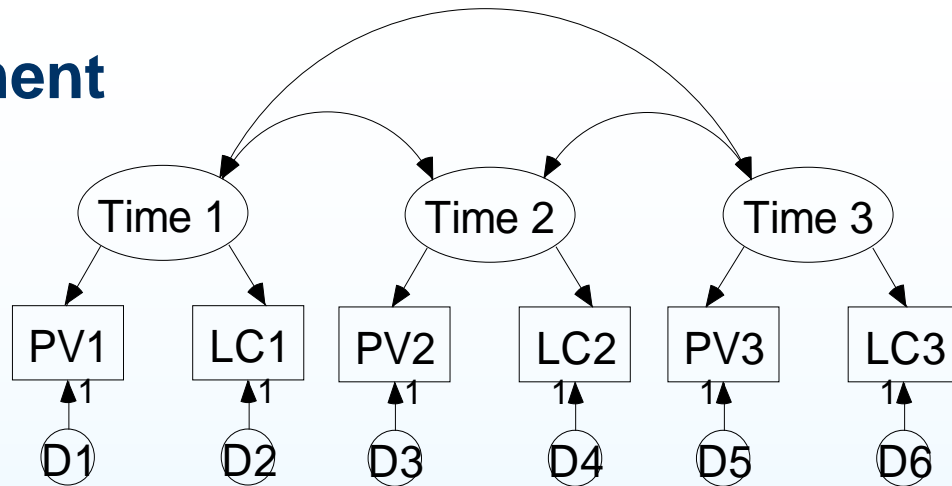 nent
Time 1 Time 2 Time 3
PV1 LC1 PV2 LC2 PV3 LC3
1 1 1 1 1 1
D1 D2 D3 D4 D5 D6